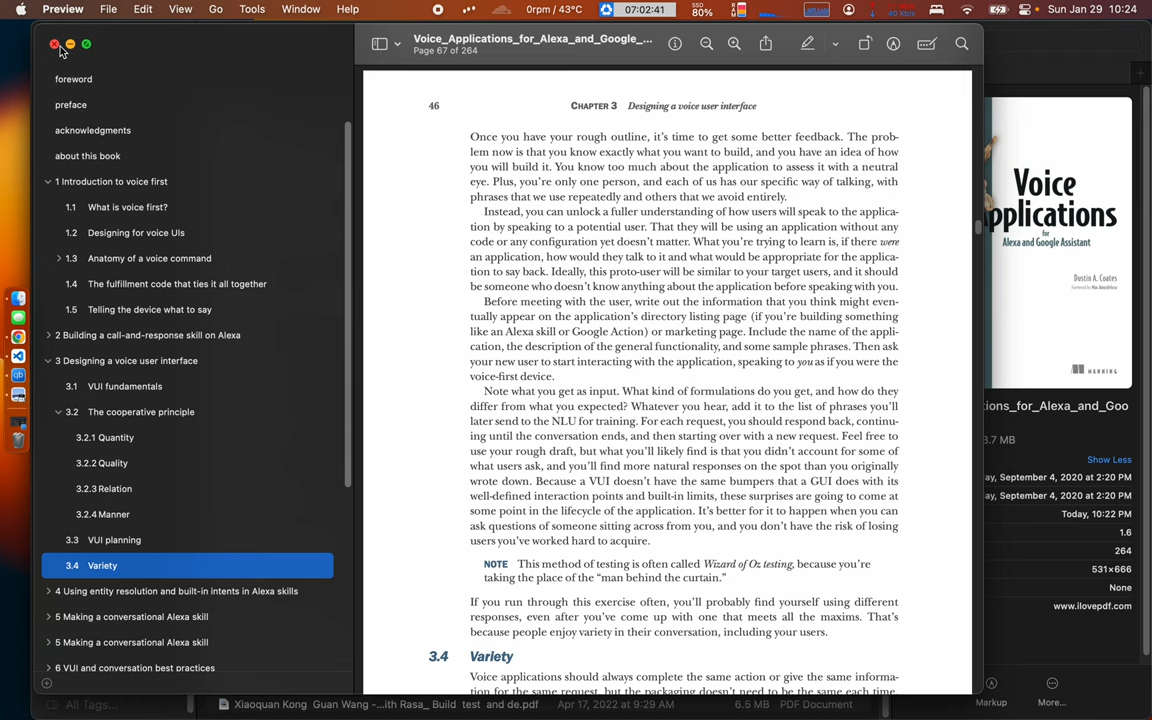 Preview File Edit View Go Tools Window Help 0rpm / 43°C 07:02:41 SSD 80% 40 Kb/s Sun Jan 29 10:24
Voice_Applications_for_Alexa_and_Google_...
Page 67 of 264
foreword
preface
acknowledgments
about this book
1 Introduction to voice first
1.1 What is voice first?
1.2 Designing for voice UIs
1.3 Anatomy of a voice command
1.4 The fulfillment code that ties it all together
1.5 Telling the device what to say
2 Building a call-and-response skill on Alexa
3 Designing a voice user interface
3.1 VUI fundamentals
3.2 The cooperative principle
3.2.1 Quantity
3.2.2 Quality
3.2.3 Relation
3.2.4 Manner
3.3 VUI planning
3.4 Variety
4 Using entity resolution and built-in intents in Alexa skills
5 Making a conversational Alexa skill
5 Making a conversational Alexa skill
6 VUI and conversation best practices
46 CHAPTER 3 Designing a voice user interface
Once you have your rough outline, it's time to get some better feedback. The prob-
lem now is that you know exactly what you want to build, and you have an idea of how
you will build it. You know too much about the application to assess it with a neutral
eye. Plus, you're only one person, and each of us has our specific way of talking, with
phrases that we use repeatedly and others that we avoid entirely.
Instead, you can unlock a fuller understanding of how users will speak to the applica-
tion by speaking to a potential user. That they will be using an application without any
code or any configuration yet doesn't matter. What you're trying to learn is, if there were
an application, how would they talk to it and what would be appropriate for the applica-
tion to say back. Ideally, this proto-user will be similar to your target users, and it should
be someone who doesn't know anything about the application before speaking with you.
Before meeting with the user, write out the information that you think might even-
tually appear on the application's directory listing page (if you're building something
like an Alexa skill or Google Action) or marketing page. Include the name of the appli-
cation, the description of the general functionality, and some sample phrases. Then ask
your new user to start interacting with the application, speaking to you as if you were the
voice-first device.
Note what you get as input. What kind of formulations do you get, and how do they
differ from what you expected? Whatever you hear, add it to the list of phrases you'll
later send to the NLU for training. For each request, you should respond back, continu-
ing until the conversation ends, and then starting over with a new request. Feel free to
use your rough draft, but what you'll likely find is that you didn't account for some of
what users ask, and you'll find more natural responses on the spot than you originally
wrote down. Because a VUI doesn't have the same bumpers that a GUI does with its
well-defined interaction points and built-in limits, these surprises are going to come at
some point in the lifecycle of the application. It's better for it to happen when you can
ask questions of someone sitting across from you, and you don't have the risk of losing
users you've worked hard to acquire.
NOTE This method of testing is often called Wizard of Oz testing, because you're
taking the place of the "man behind the curtain."
If you run through this exercise often, you'll probably find yourself using different
responses, even after you've come up with one that meets all the maxims. That's
because people enjoy variety in their conversation, including your users.
3.4 Variety
Voice applications should always complete the same action or give the same informa-
tion for the same request, but the packaging doesn't need to be the same each time.
Voice
pplications
for
Alexa and Google Assistant
Dustin A. Coates
MANNING
ions_for_Alexa_and_Goo
3.7 MB
Show Less
ay, September 4, 2020 at 2:20 PM
ay, September 4, 2020 at 2:20 PM
Today, 10:22 PM
1.6
264
531×666
None
www.ilovepdf.com
Markup More...
All Tags...
Xiaoquan Kong Guan Wang -...ith Rasa_ Build test and de.pdf Apr 17, 2022 at 9:29 AM 6.5 MB PDF Document